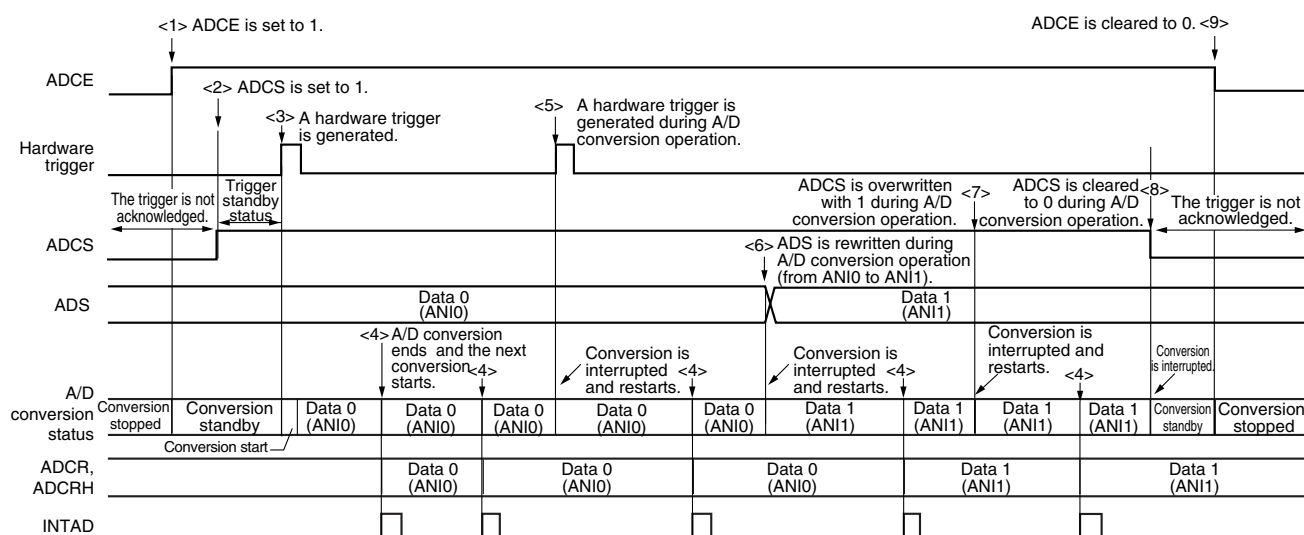 <1> ADCE is set to 1.
ADCE is cleared to 0. <9>
ADCE
<2> ADCS is set to 1.
<3> A hardware trigger
is generated.
<5> A hardware trigger is
generated during A/D
conversion operation.
Hardware
trigger
The trigger is not
acknowledged.
Trigger
standby
status
ADCS is overwritten
with 1 during A/D
conversion operation.
<7>
ADCS is cleared
to 0 during A/D
conversion operation.
<8>
The trigger is not
acknowledged.
ADCS
<6> ADS is rewritten during
A/D conversion operation
(from ANI0 to ANI1).
ADS
Data 0
(ANI0)
Data 1
(ANI1)
<4> A/D conversion
ends and the next
conversion
starts.
<4>
Conversion is
interrupted
and restarts.
<4>
Conversion is
interrupted
and restarts.
<4>
Conversion is
interrupted and
restarts.
<4>
Conversion
is interrupted.
A/D
conversion
status
Conversion
stopped
Conversion
standby
Conversion start
Data 0
(ANI0)
Data 0
(ANI0)
Data 0
(ANI0)
Data 0
(ANI0)
Data 0
(ANI0)
Data 1
(ANI1)
Data 1
(ANI1)
Data 1
(ANI1)
Data 1
(ANI1)
Conversion
standby
Conversion
stopped
ADCR,
ADCRH
Data 0
(ANI0)
Data 0
(ANI0)
Data 0
(ANI0)
Data 1
(ANI1)
Data 1
(ANI1)
INTAD